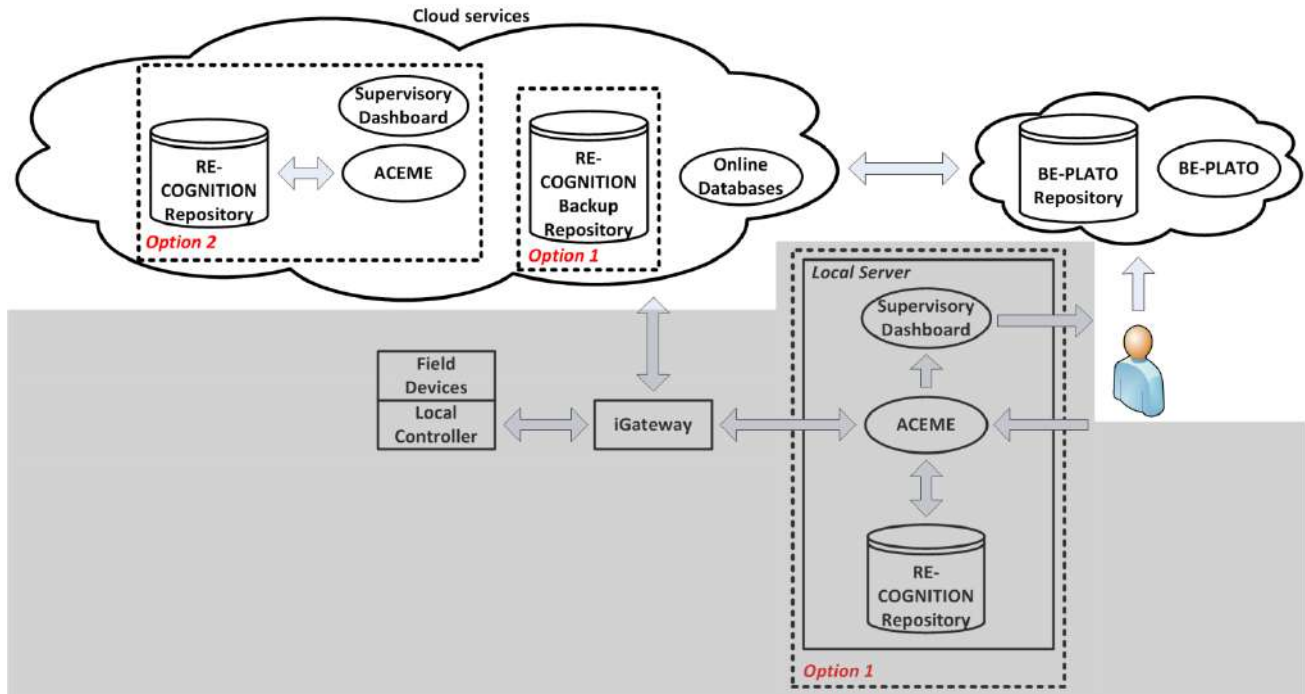 Cloud services
Supervisory
Dashboard
RE-
COGNITION
Repository
ACEME
Option 2
RE-
COGNITION
Backup
Repository
Option 1
Online
Databases
BE-PLATO
Repository
BE-PLATO
Local Server
Supervisory
Dashboard
Field
Devices
Local
Controller
iGateway
ACEME
RE-
COGNITION
Repository
Option 1